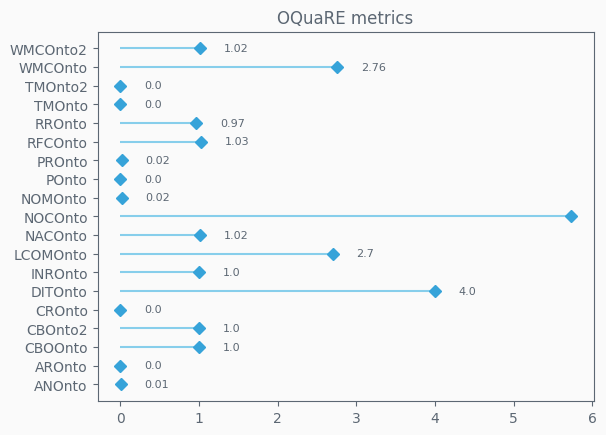 OQuaRE metrics
WMCOnto2 1.02
WMCOnto 2.76
TMOnto2 0.0
TMOnto 0.0
RROnto 0.97
RFCOnto 1.03
PROnto 0.02
POnto 0.0
NOMOnto 0.02
NOCOnto
NACOnto 1.02
LCOMOnto 2.7
INROnto 1.0
DITOnto 4.0
CROnto 0.0
CBOnto2 1.0
CBOOnto 1.0
AROnto 0.0
ANOnto 0.01
0 1 2 3 4 5 6